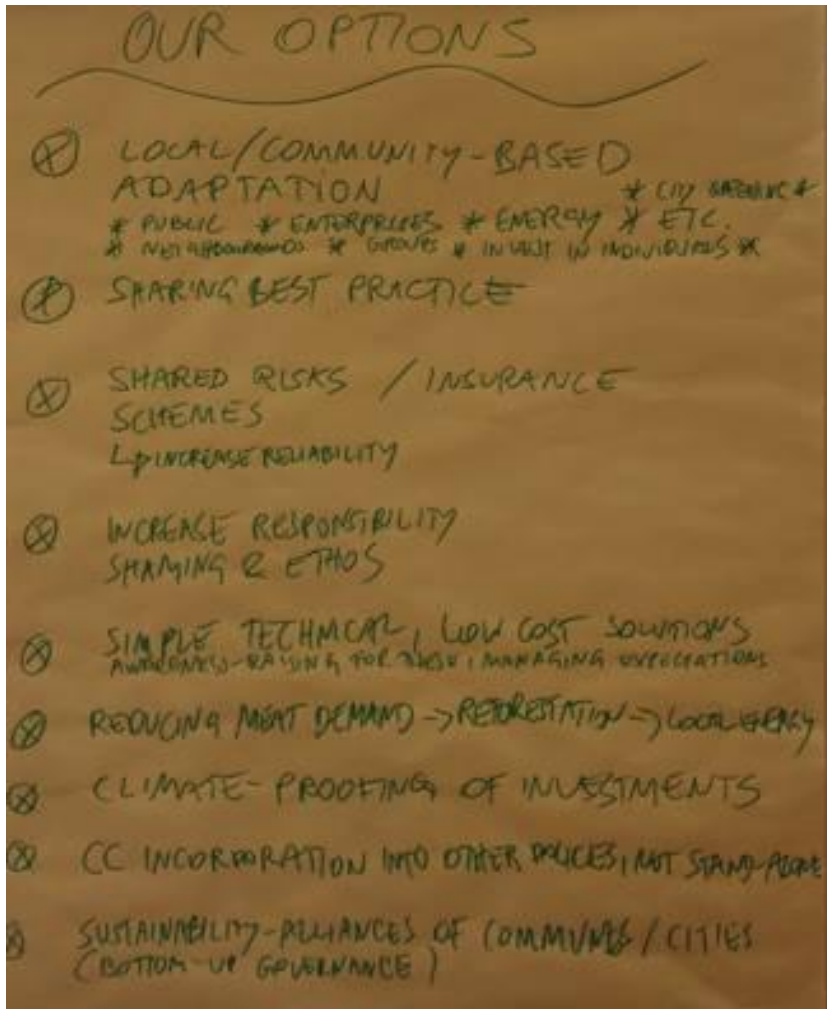 OUR OPTIONS
LOCAL/COMMUNITY-BASED
ADAPTATION
* CITY *
* PUBLIC * ENTERPRISES * ENERGY * ETC.
* NEIGHBOURHOODS * GROUPS * INVEST IN INDIVIDUALS *
SHARING BEST PRACTICE
SHARED RISKS / INSURANCE
SCHEMES
↳ INCREASE RELIABILITY
INCREASE RESPONSIBILITY
SHAMING & ETHOS
SIMPLE TECHNICAL, LOW COST SOLUTIONS
AWARENESS-RAISING FOR , MANAGING EXPECTATIONS
REDUCING MEAT DEMAND -> REFORESTATION -> LOCAL ENERGY
CLIMATE-PROOFING OF INVESTMENTS
CC INCORPORATION INTO OTHER POLICIES, NOT STAND-ALONE
SUSTAINABILITY-ALLIANCES OF COMMUNES / CITIES
(BOTTOM-UP GOVERNANCE)